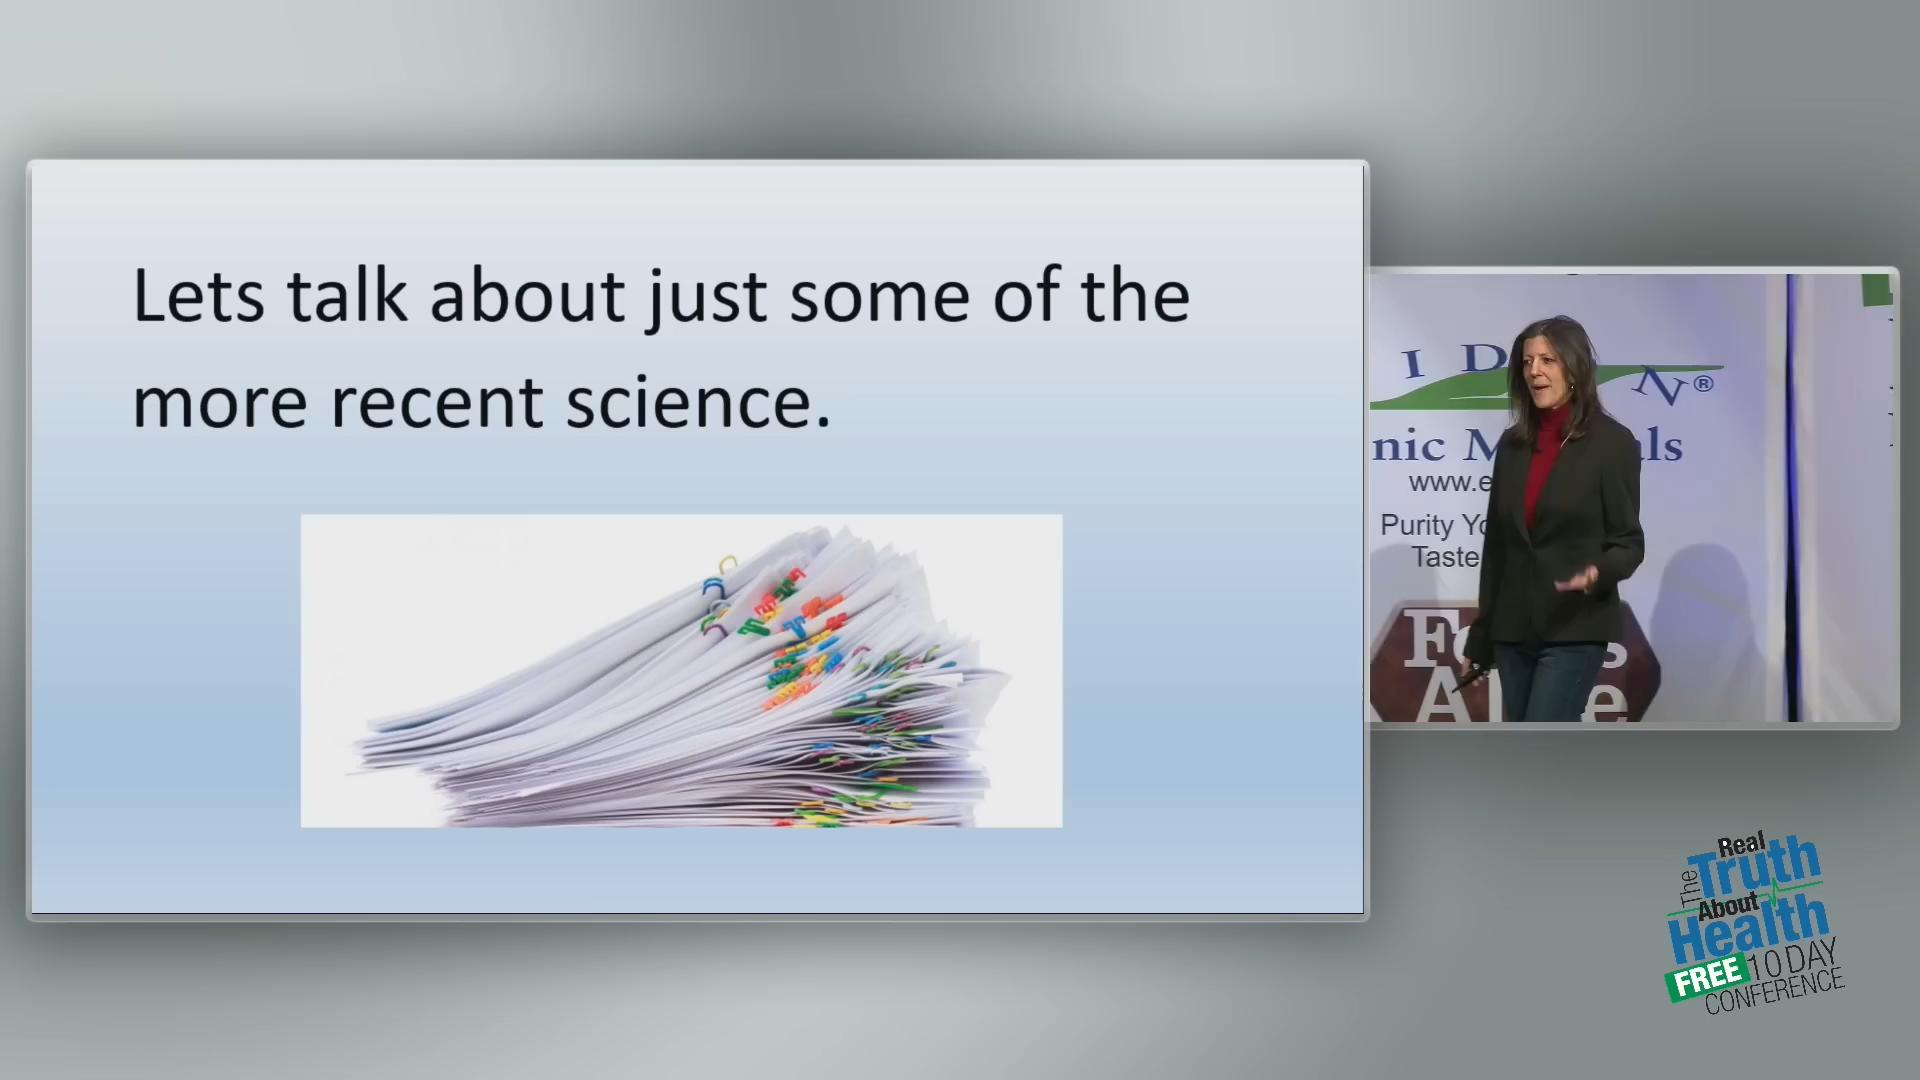 Lets talk about just some of the
more recent science.
I D N®
nic M ls
www.e
Purity Yo
Taste
The Real
Truth
About
Health
FREE 10 DAY
CONFERENCE